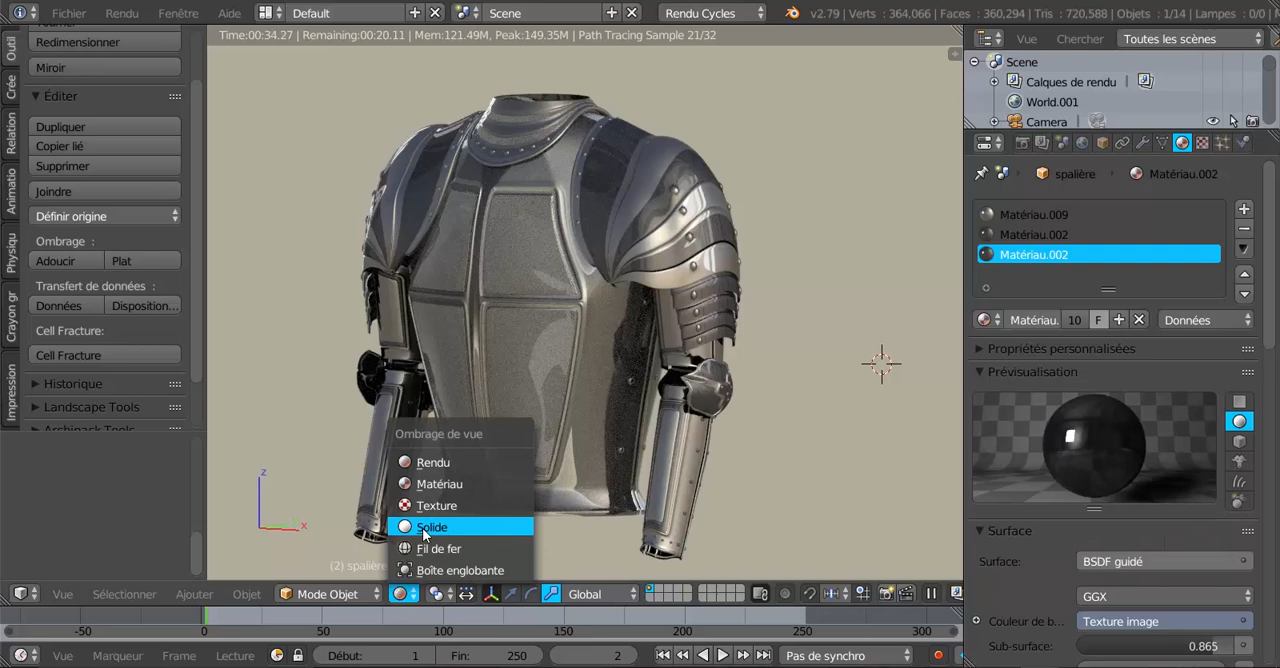 Fichier Rendu Fenêtre Aide Default Scene Rendu Cycles v2.79 | Verts : 364,066 | Faces : 360,294 | Tris : 720,588 | Objets : 1/14 | Lampes : 0/0 |
Time:00:34.27 | Remaining:00:20.11 | Mem:121.49M, Peak:149.35M | Path Tracing Sample 21/32
Vue Chercher Toutes les scènes
Redimensionner
Miroir
Éditer
Dupliquer
Copier lié
Supprimer
Joindre
Définir origine
Ombrage :
Adoucir Plat
Transfert de données :
Données Disposition...
Cell Fracture:
Cell Fracture
Historique
Landscape Tools
Outil
Crée
Relation
Animatio
Physiqu
Crayon gr
Impression
Scene
Calques de rendu
World.001
Camera
spalière Matériau.002
Matériau.009
Matériau.002
Matériau.002
Matériau. 10 F Données
Propriétés personnalisées
Prévisualisation
Surface
Surface: BSDF guidé
GGX
Couleur de b... Texture image
Sub-surface: 0.865
Ombrage de vue
Rendu
Matériau
Texture
Solide
Fil de fer
Boîte englobante
z
x
(2) spalière
Vue Sélectionner Ajouter Objet Mode Objet Global
-50 0 50 100 150 200 250 300
Vue Marqueur Frame Lecture Début: 1 Fin: 250 2 Pas de synchro